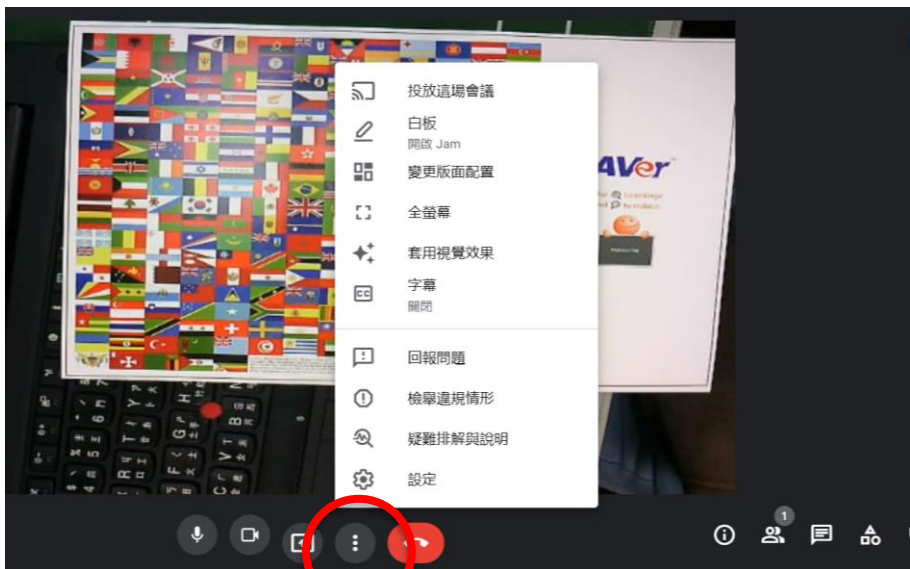 投放這場會議
白板
開啟 Jam
變更版面配置
全螢幕
套用視覺效果
CC
字幕
關閉
回報問題
檢舉違規情形
疑難排解與說明
設定
AVer
1